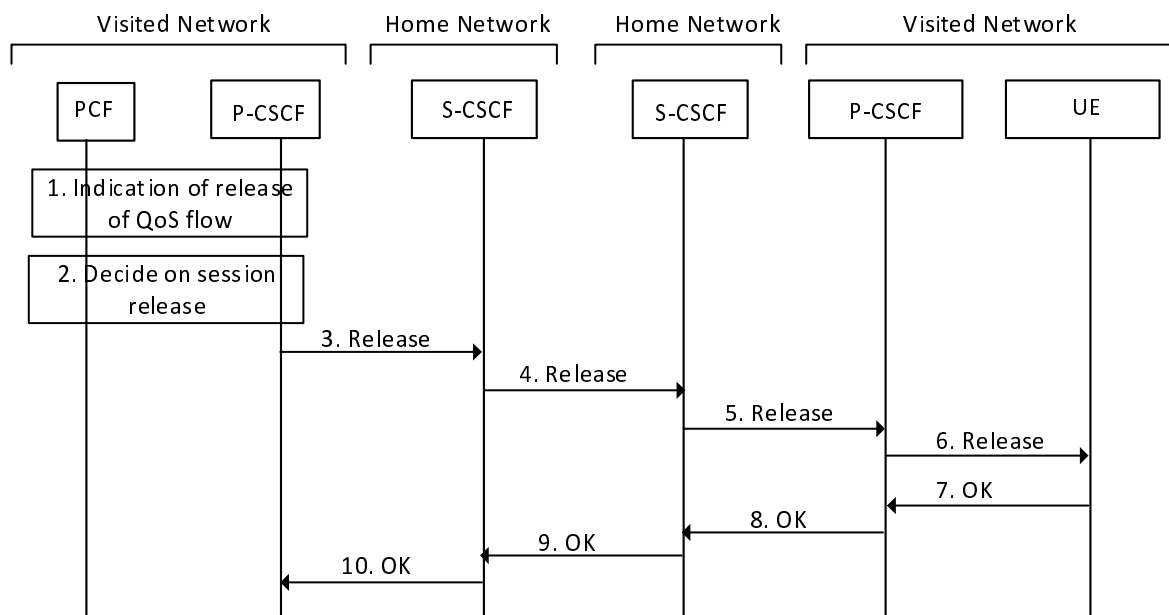 Visited Network
Home Network
Home Network
Visited Network
PCF
P-CSCF
S-CSCF
S-CSCF
P-CSCF
UE
1. Indication of release
of QoS flow
2. Decide on session
release
3. Release
4. Release
5. Release
6. Release
7. OK
8. OK
9. OK
10. OK